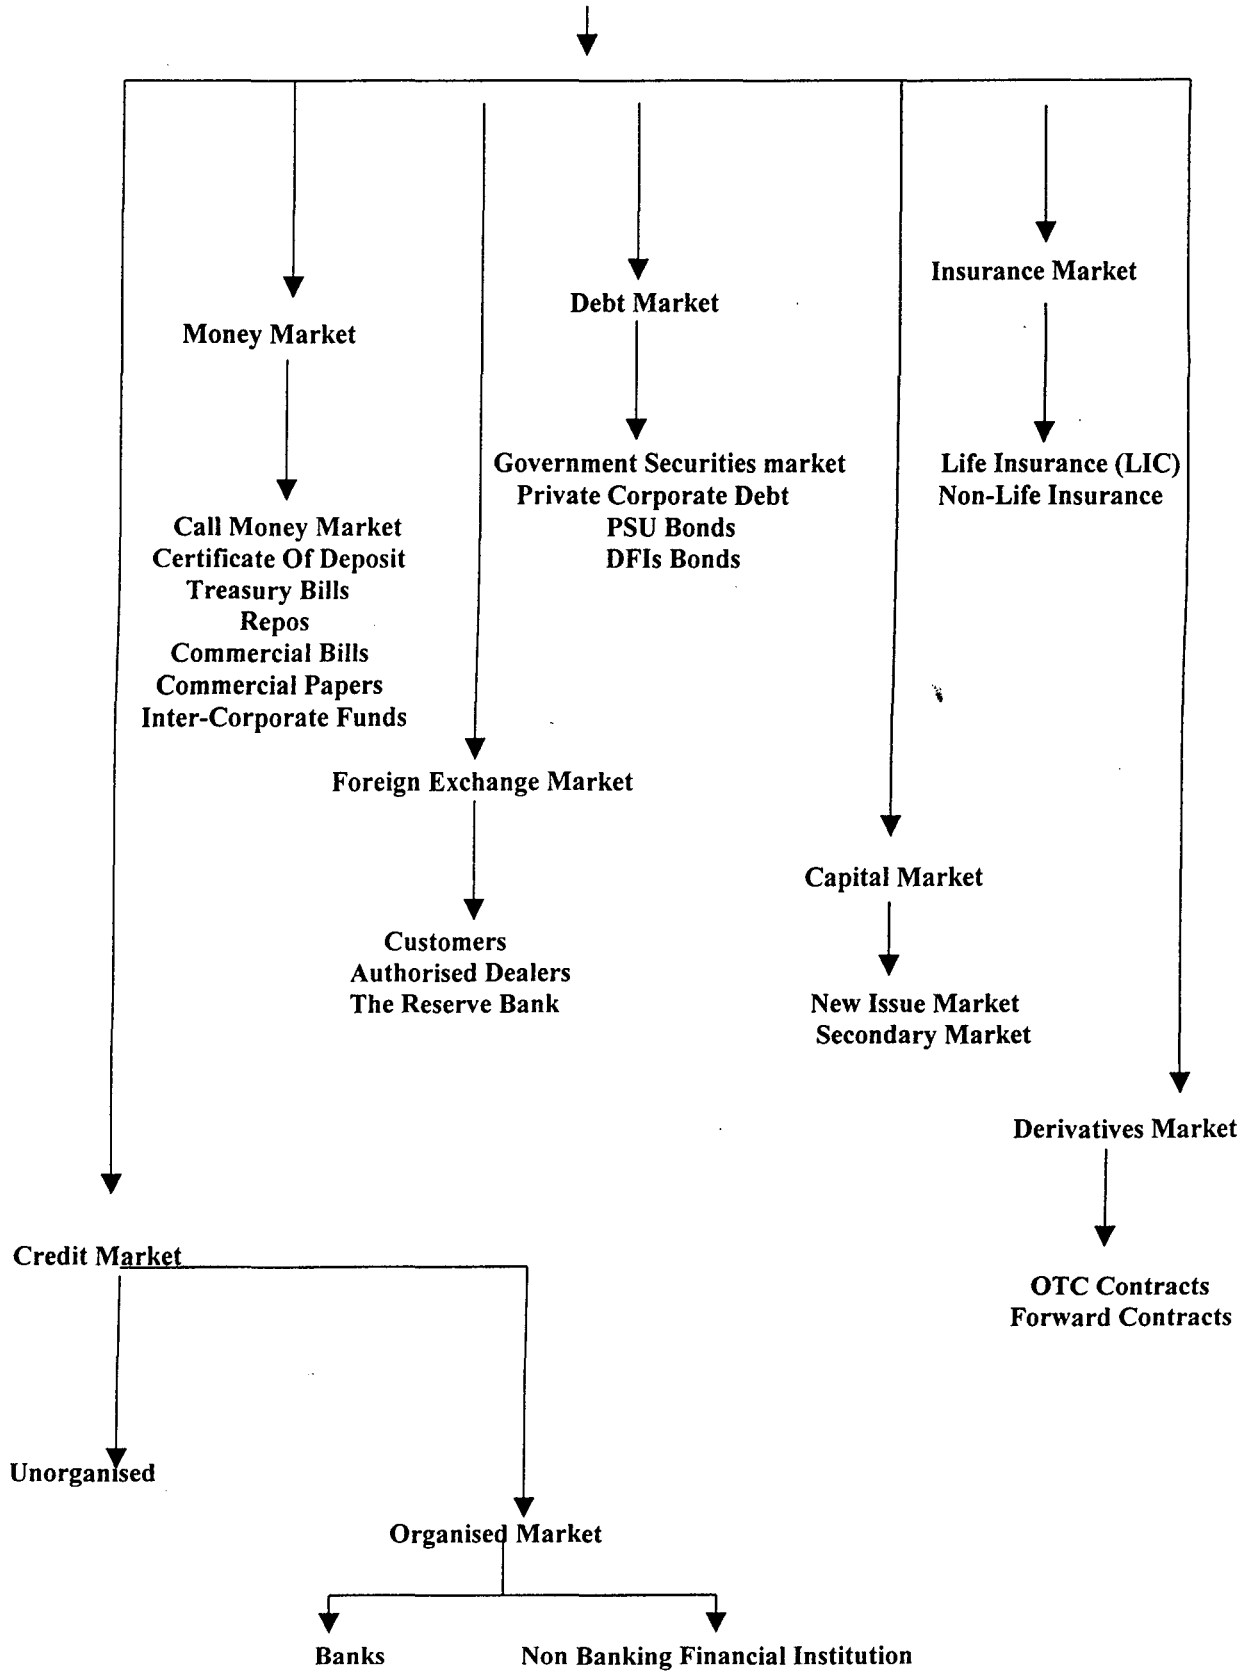 Insurance Market
Debt Market
Money Market
Government Securities market
Private Corporate Debt
PSU Bonds
DFIs Bonds
Life Insurance (LIC)
Non-Life Insurance
Call Money Market
Certificate Of Deposit
Treasury Bills
Repos
Commercial Bills
Commercial Papers
Inter-Corporate Funds
Foreign Exchange Market
Customers
Authorised Dealers
The Reserve Bank
Capital Market
New Issue Market
Secondary Market
Derivatives Market
OTC Contracts
Forward Contracts
Credit Market
Unorganised
Organised Market
Banks
Non Banking Financial Institution